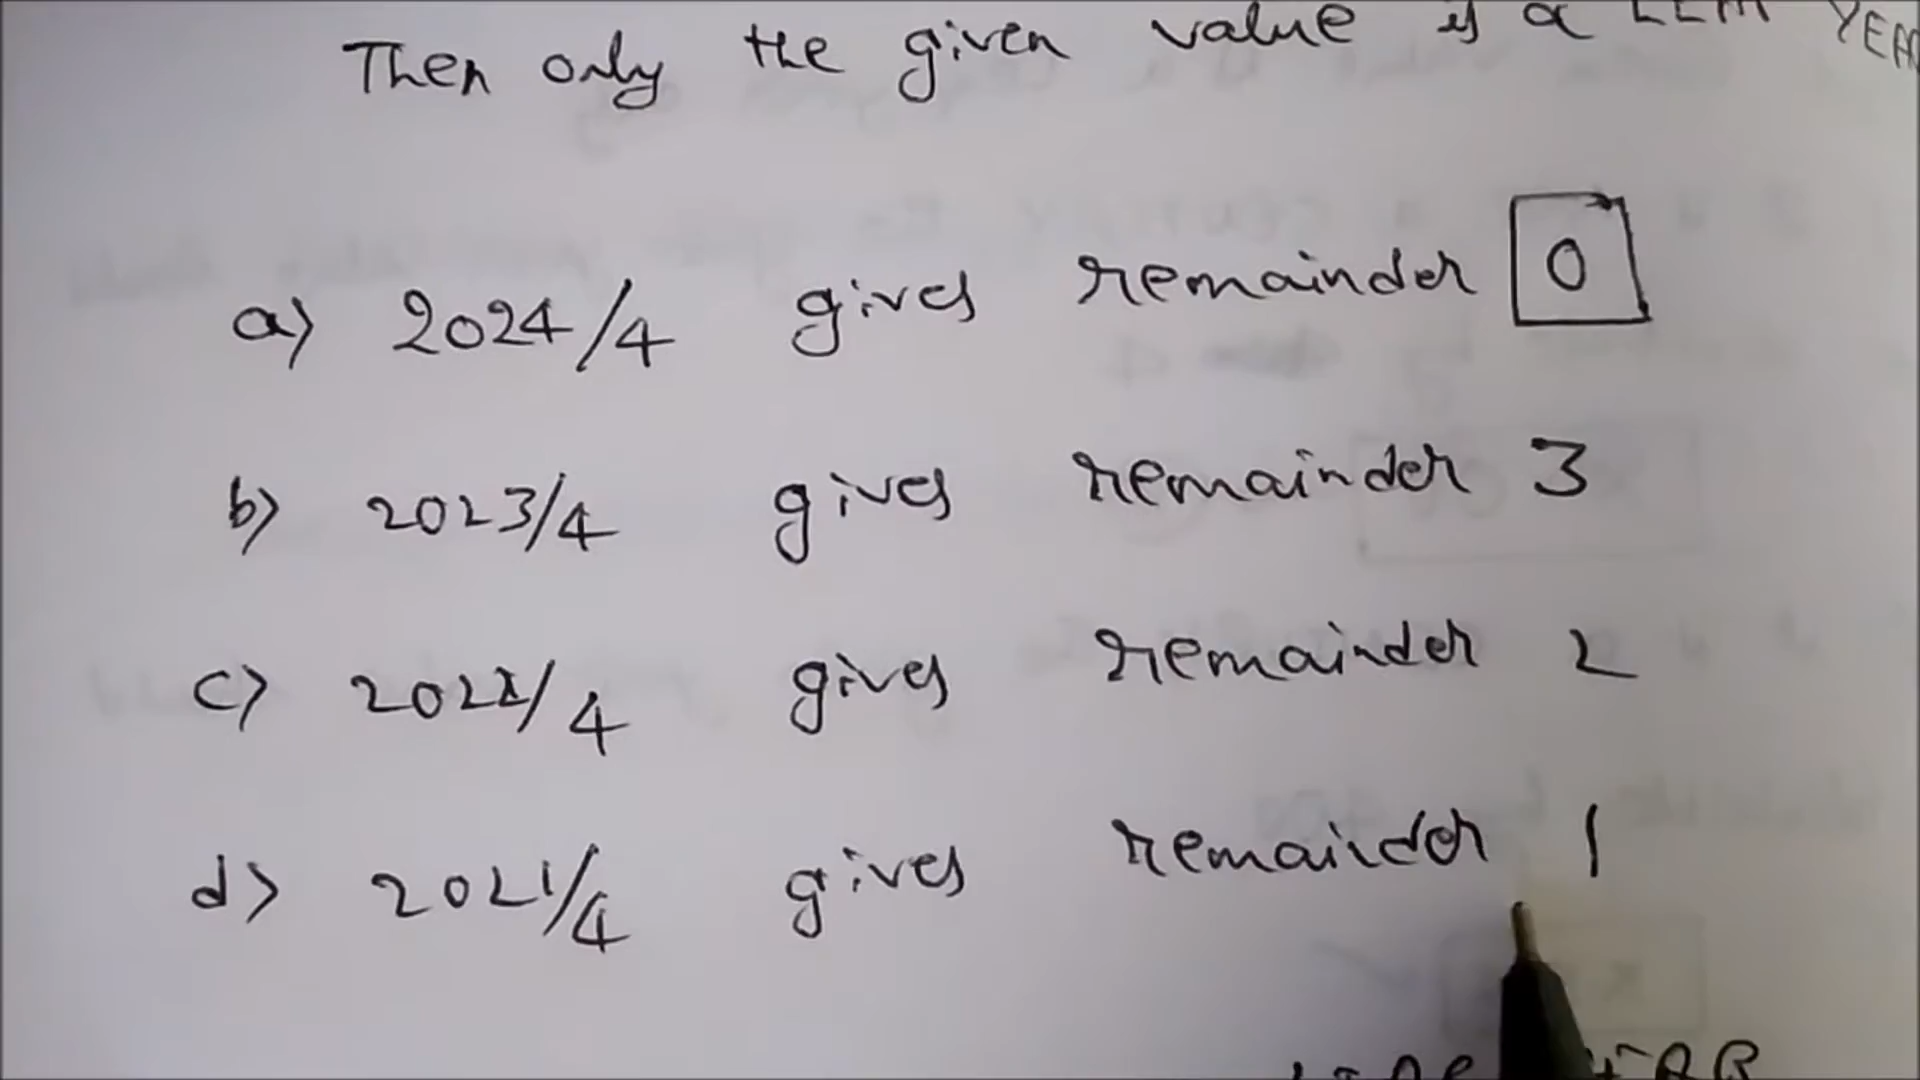 Then only the given value is a YEAR
a) 2024/4 gives remainder 0
b) 2023/4 gives remainder 3
c) 2022/4 gives remainder 2
d) 2021/4 gives remainder 1